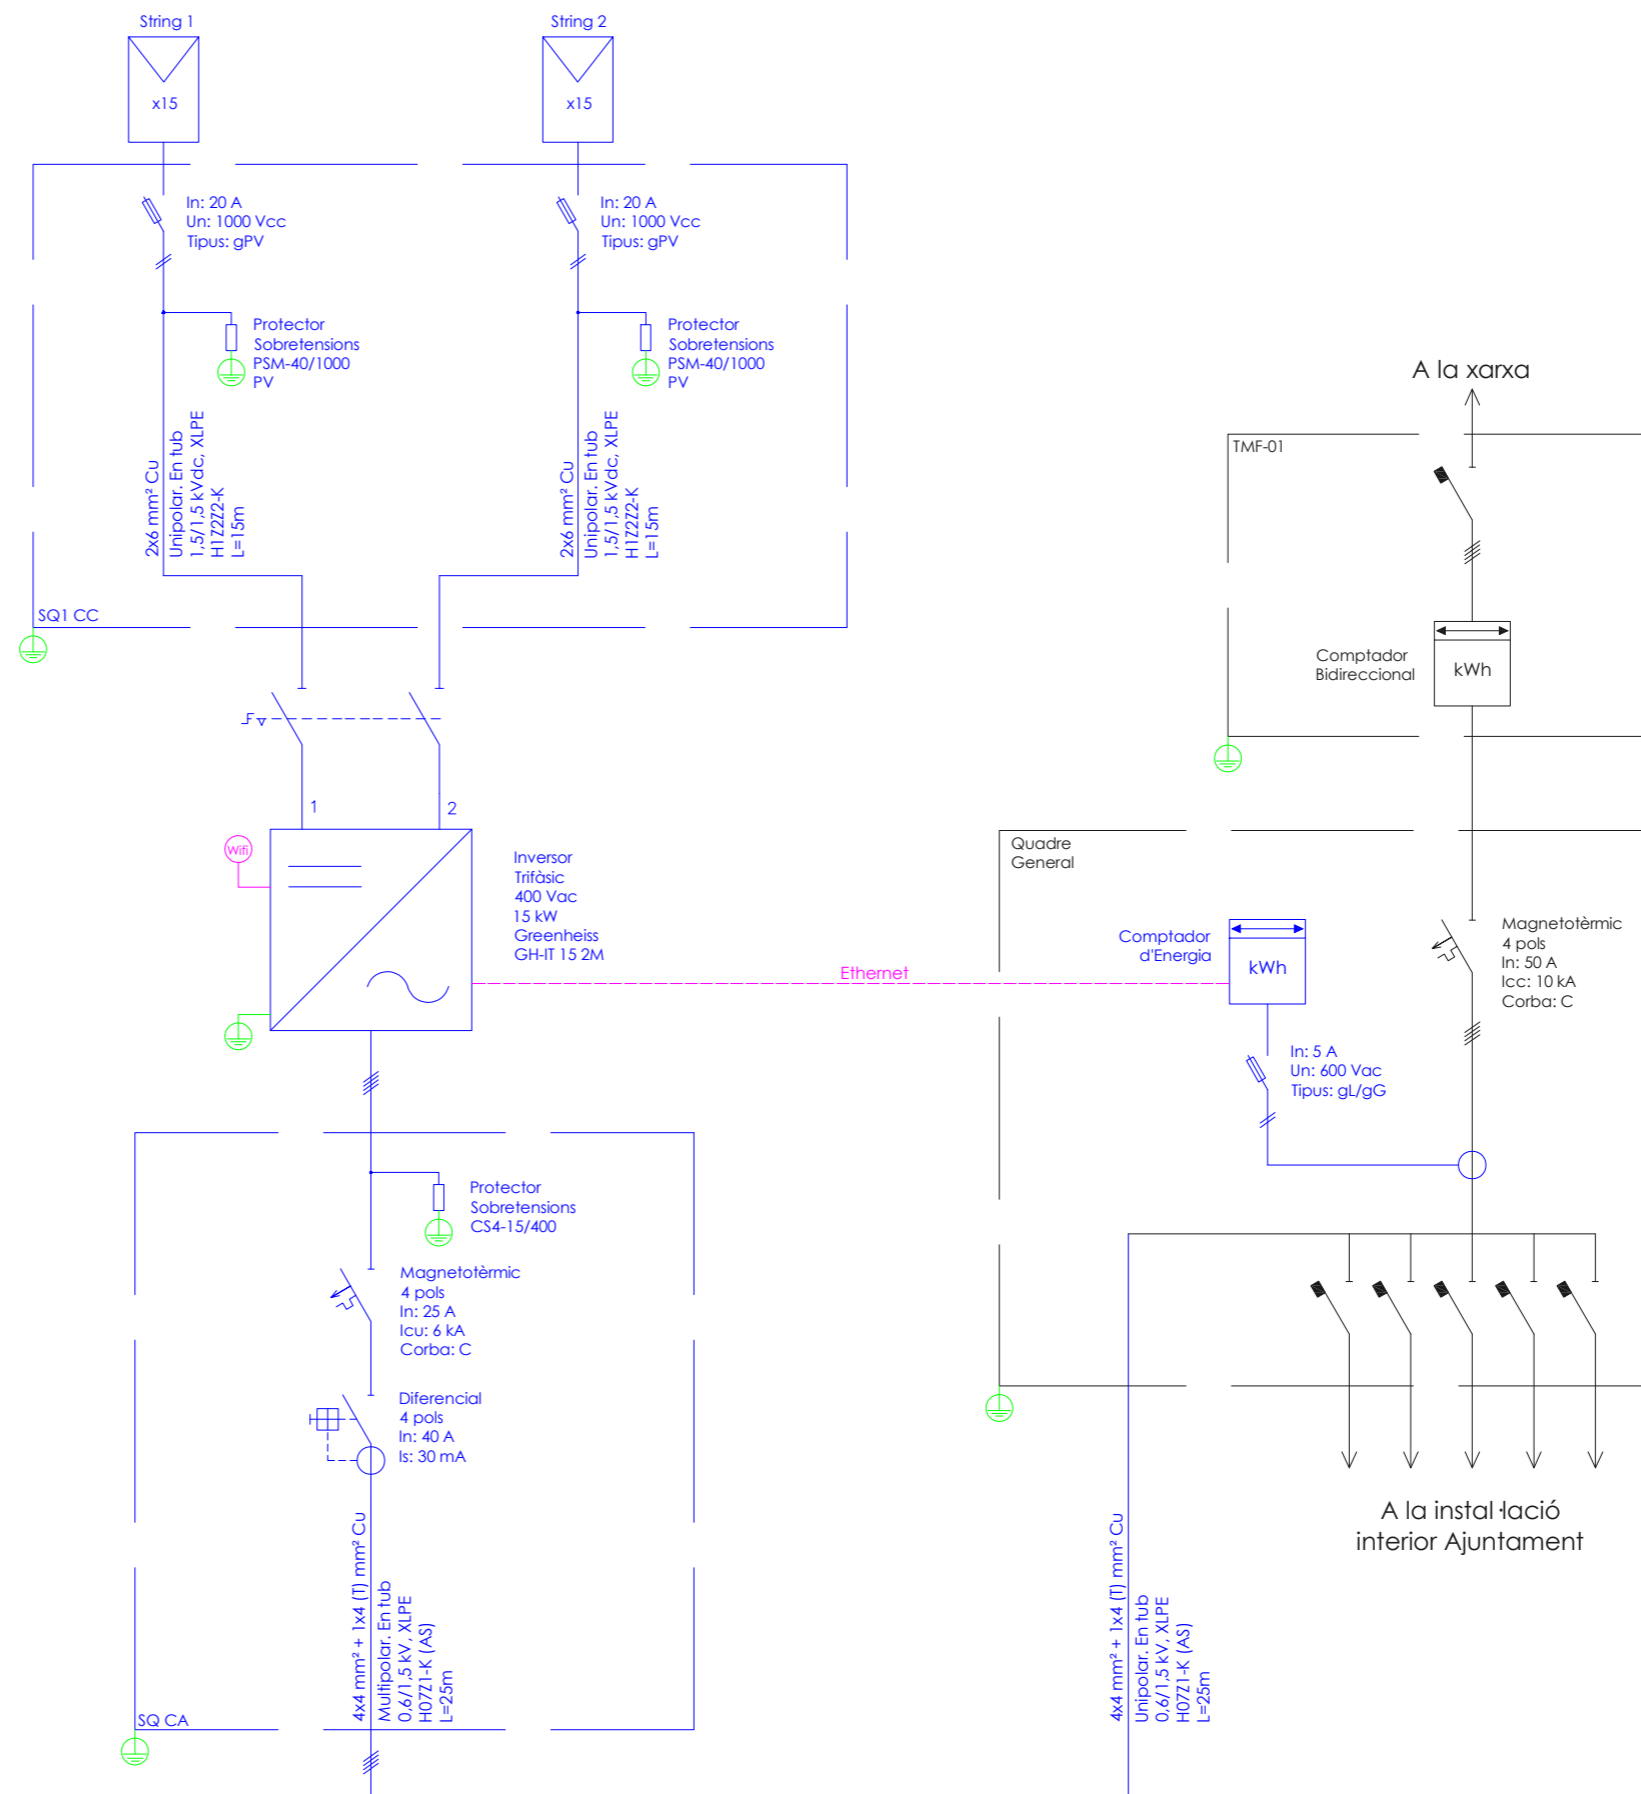 String 1
x15
In: 20 A
Un: 1000 Vcc
Tipus: gPV
Protector
Sobretensions
PSM-40/1000
PV
2x6 mm² Cu
Unipolar. En tub
1,5/1,5 kVdc, XLPE
H1Z2Z2-K
L=15m
String 2
x15
In: 20 A
Un: 1000 Vcc
Tipus: gPV
Protector
Sobretensions
PSM-40/1000
PV
2x6 mm² Cu
Unipolar. En tub
1,5/1,5 kVdc, XLPE
H1Z2Z2-K
L=15m
SQ1 CC
1
2
Wifi
Inversor
Trifàsic
400 Vac
15 kW
Greenheiss
GH-IT 15 2M
Ethernet
Protector
Sobretensions
CS4-15/400
Magnetotèrmic
4 pols
In: 25 A
Icu: 6 kA
Corba: C
Diferencial
4 pols
In: 40 A
Is: 30 mA
4x4 mm² + 1x4 (T) mm² Cu
Multipolar. En tub
0,6/1,5 kV, XLPE
H07Z1-K (AS)
L=25m
SQ CA
A la xarxa
TMF-01
Comptador
Bidireccional
kWh
Quadre
General
Comptador
d'Energia
kWh
Magnetotèrmic
4 pols
In: 50 A
Icc: 10 kA
Corba: C
In: 5 A
Un: 600 Vac
Tipus: gL/gG
A la instal·lació
interior Ajuntament
4x4 mm² + 1x4 (T) mm² Cu
Unipolar. En tub
0,6/1,5 kV, XLPE
H07Z1-K (AS)
L=25m